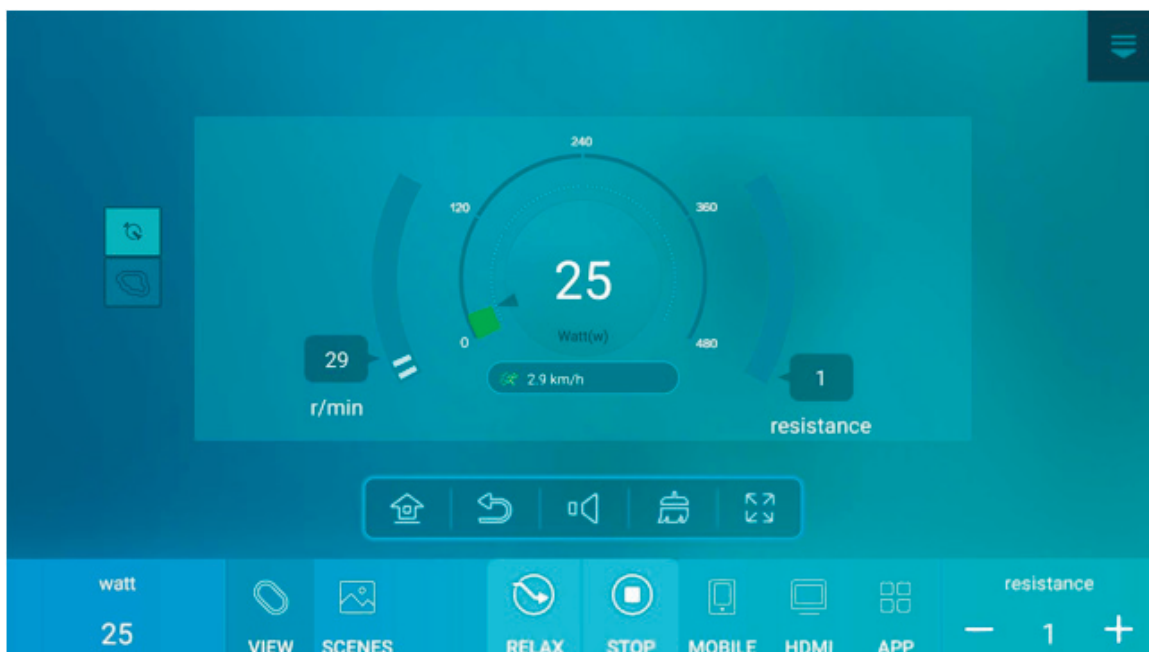 240
120
360
25
Watt(w)
0
480
29
2.9 km/h
1
r/min
resistance
watt
25
VIEW
SCENES
RELAX
STOP
MOBILE
HDMI
APP
resistance
— 1 +